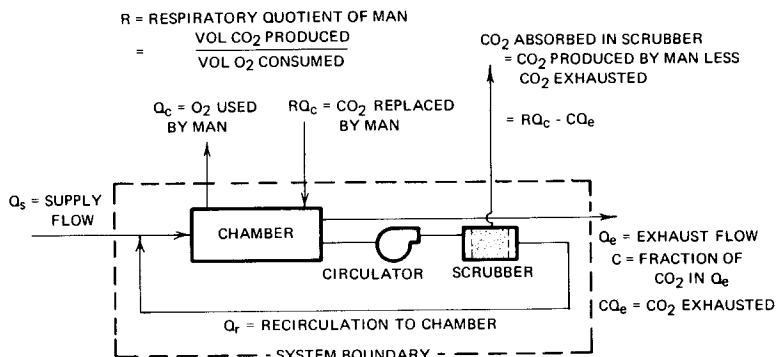 R = RESPIRATORY QUOTIENT OF MAN
= VOL CO2 PRODUCED
VOL O2 CONSUMED
CO2 ABSORBED IN SCRUBBER
= CO2 PRODUCED BY MAN LESS
CO2 EXHAUSTED
= RQc - CQe
Qc = O2 USED
BY MAN
RQc = CO2 REPLACED
BY MAN
Qs = SUPPLY
FLOW
CHAMBER
CIRCULATOR
SCRUBBER
Qe = EXHAUST FLOW
C = FRACTION OF
CO2 IN Qe
CQe = CO2 EXHAUSTED
Qr = RECIRCULATION TO CHAMBER
SYSTEM BOUNDARY